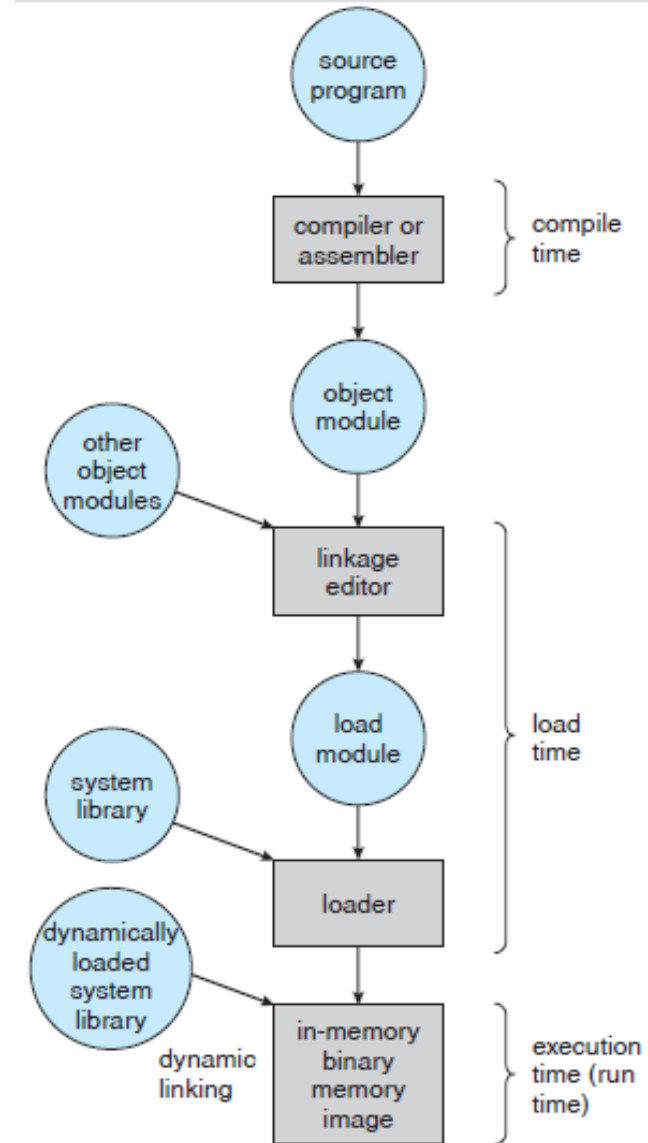 source
program
compiler or
assembler
compile
time
object
module
other
object
modules
linkage
editor
load
module
load
time
system
library
loader
dynamically
loaded
system
library
dynamic
linking
in-memory
binary
memory
image
execution
time (run
time)